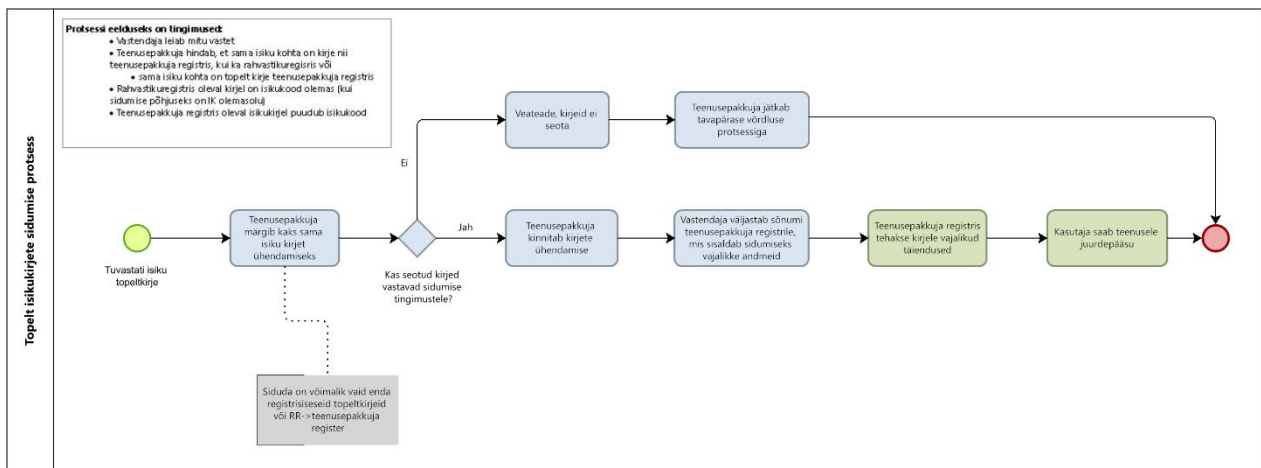 Topelt isikukirjete sidumise protsess
Protsessi eelduseks on tingimused:
• Vastendaja leiab mitu vastet
• Teenusepakkuja hindab, et sama isiku kohta on kirje nii
teenusepakkuja registris, kui ka rahvastikuregisris või
• sama isiku kohta on topelt kirje teenusepakkuja registris
• Rahvastikuregistris oleval kirjel on isikukood olemas (kui
sidumise põhjuseks on IK olemasolu)
• Teenusepakkuja registris oleval isikukirjel puudub isikukood
Veateade, kirjeid ei
seota
Teenusepakkuja jätkab
tavapärase võrdluse
protsessiga
Ei
Tuvastati isiku
topeltkirje
Teenusepakkuja
märgib kaks sama
isiku kirjet
ühendamiseks
Jah
Kas seotud kirjed
vastavad sidumise
tingimustele?
Teenusepakkuja
kinnitab kirjete
ühendamise
Vastendaja väljastab sõnumi
teenusepakkuja registrile,
mis sisaldab sidumiseks
vajalikke andmeid
Teenusepakkuja registris
tehakse kirjele vajalikud
täiendused
Kasutaja saab teenusele
juurdepääsu
Siduda on võimalik vaid enda
registrisiseseid topeltkirjeid
või RR->teenusepakkuja
register